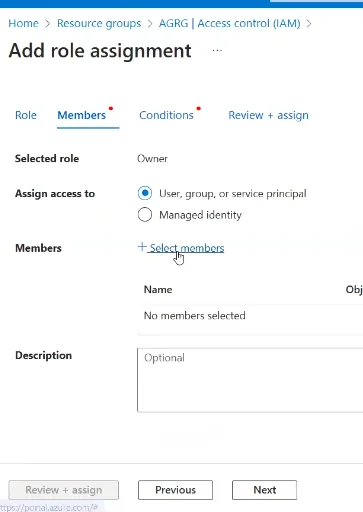 Home > Resource groups > AGRG | Access control (IAM) >
Add role assignment ...
Role Members Conditions Review + assign
Selected role Owner
Assign access to User, group, or service principal
Managed identity
Members + Select members
Name Obj
No members selected
Description Optional
Review + assign Previous Next
ttps://portal.azure.com/#